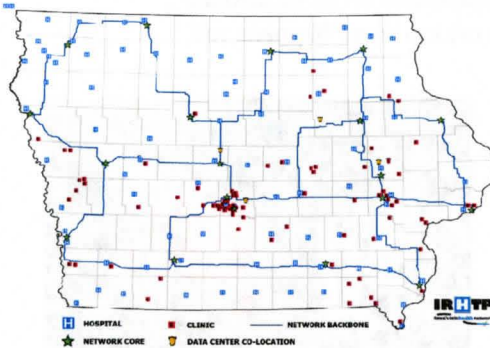 IRHTP
H HOSPITAL
CLINIC
NETWORK BACKBONE
NETWORK CORE
DATA CENTER CO-LOCATION